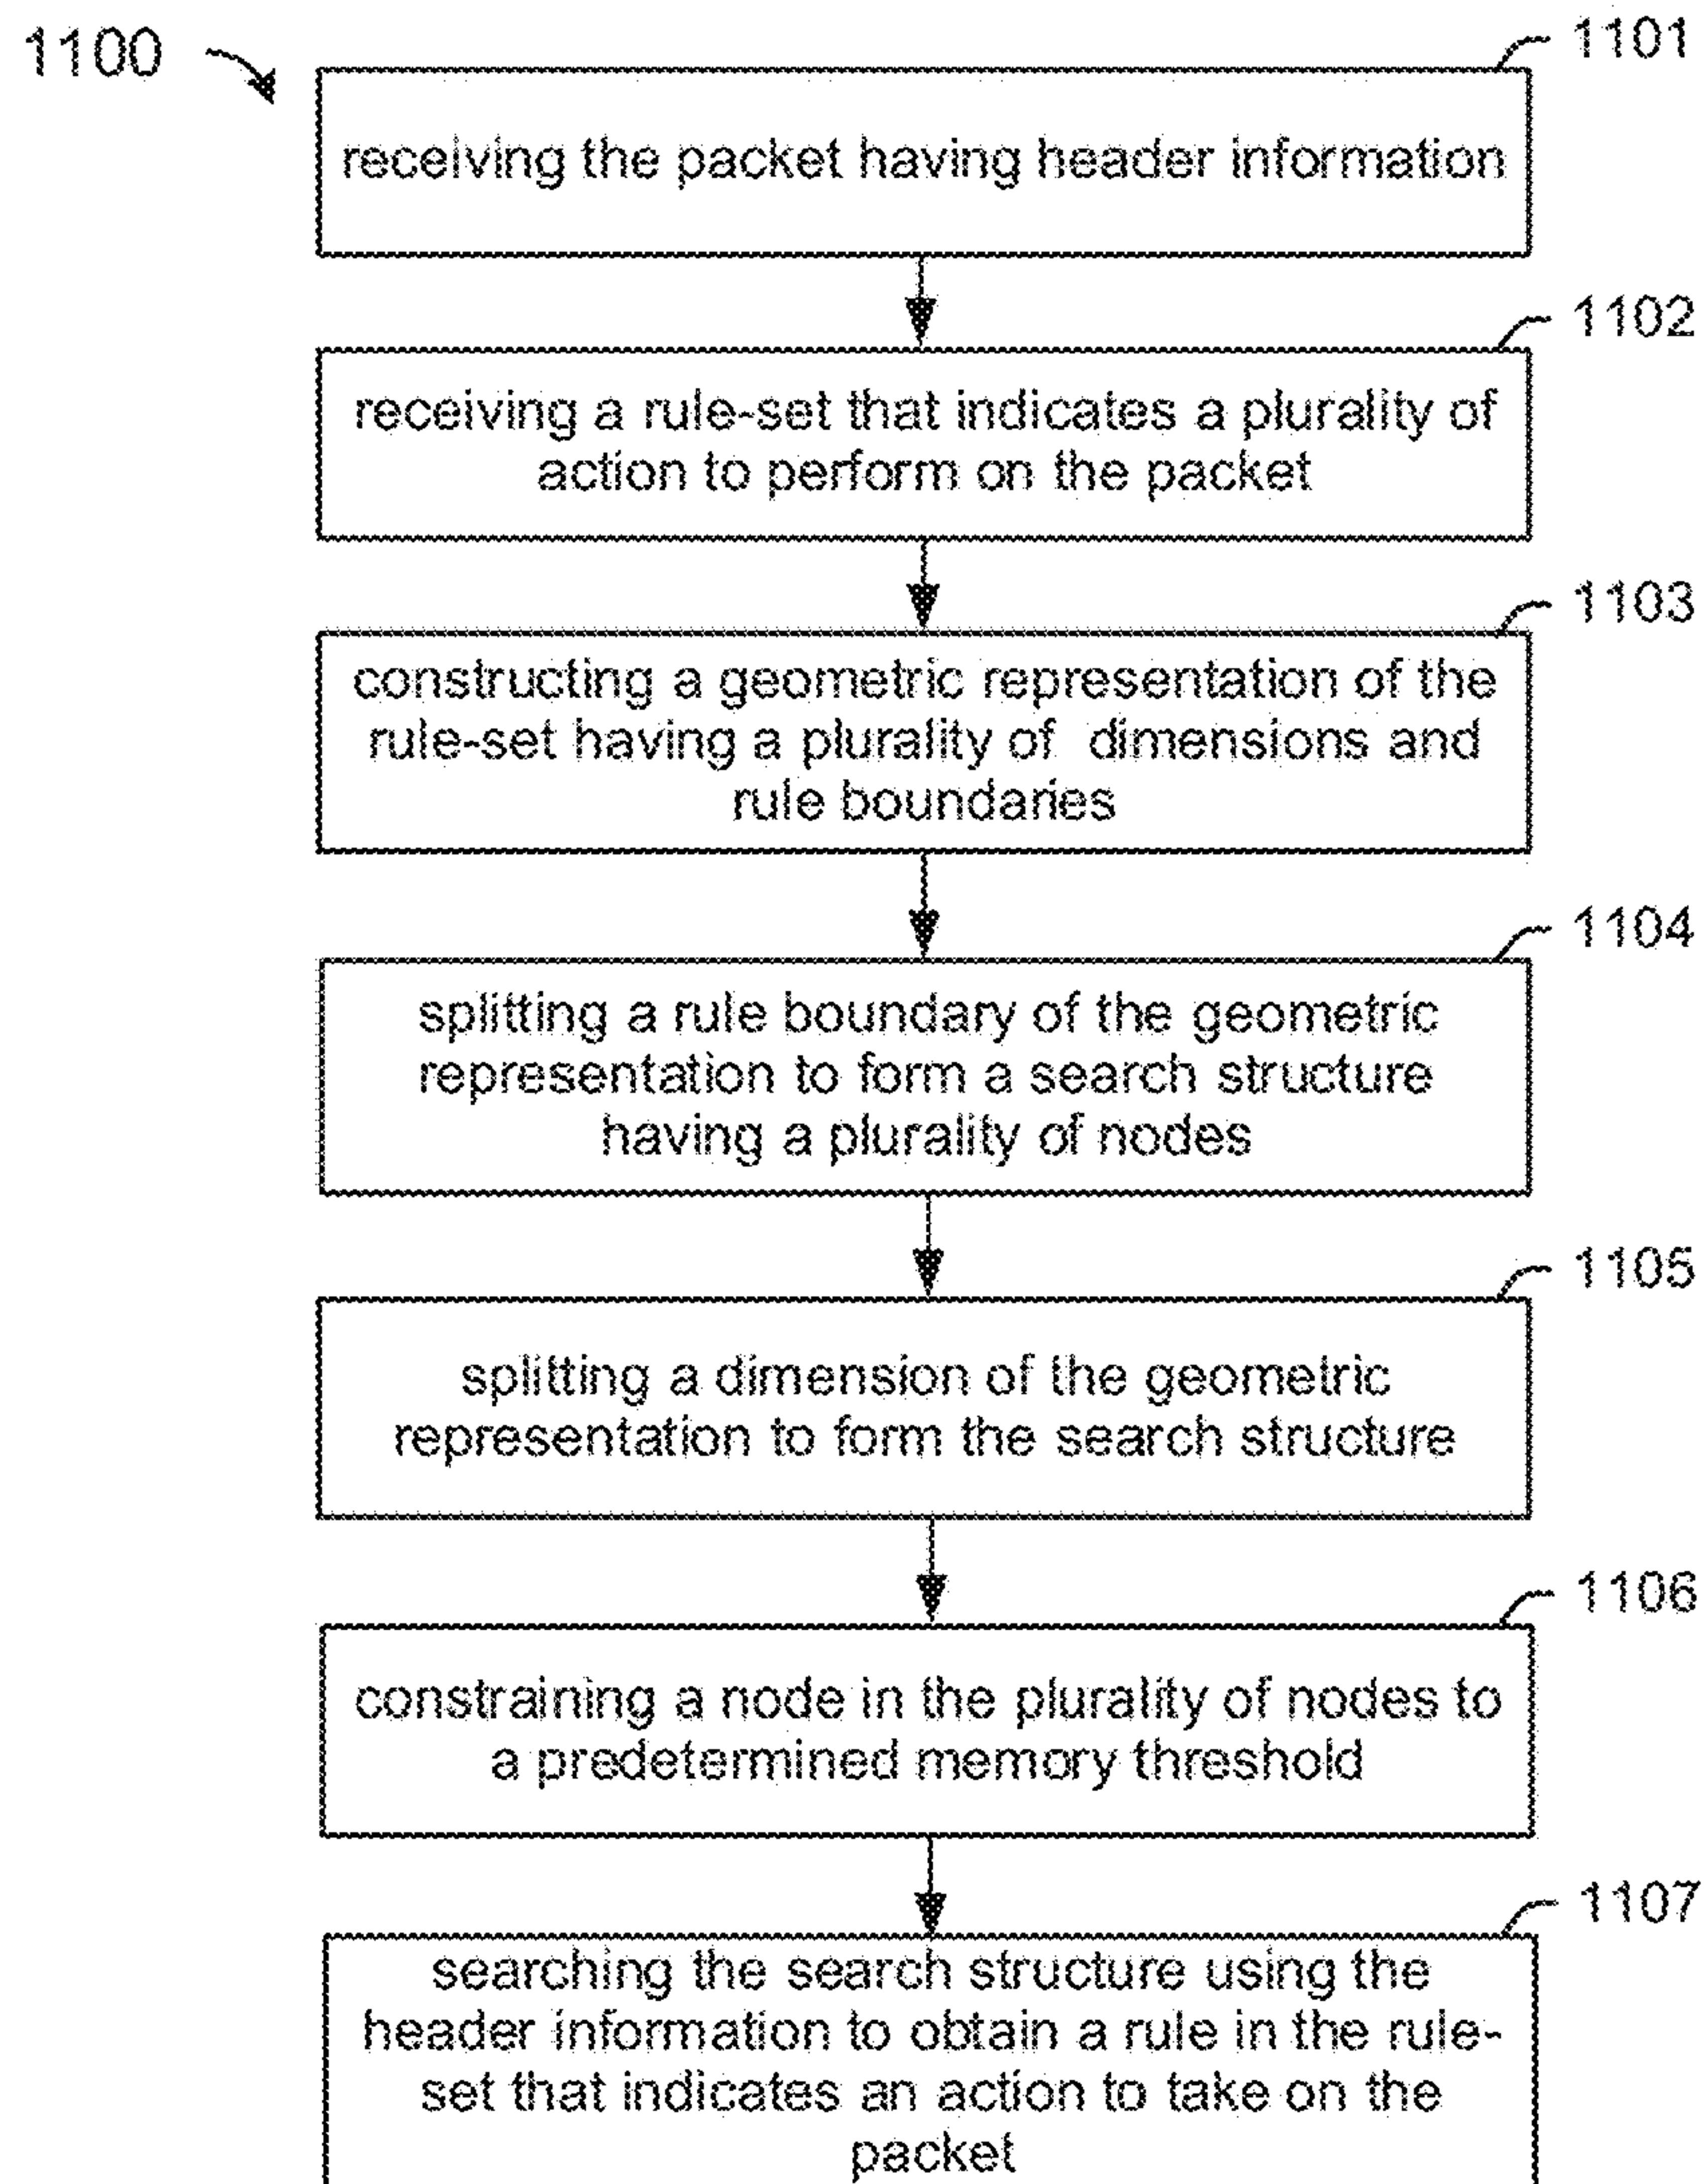 1100
1101
receiving the packet having header information
1102
receiving a rule-set that indicates a plurality of
action to perform on the packet
1103
constructing a geometric representation of the
rule-set having a plurality of dimensions and
rule boundaries
1104
splitting a rule boundary of the geometric
representation to form a search structure
having a plurality of nodes
1105
splitting a dimension of the geometric
representation to form the search structure
1106
constraining a node in the plurality of nodes to
a predetermined memory threshold
1107
searching the search structure using the
header information to obtain a rule in the rule-
set that indicates an action to take on the
packet